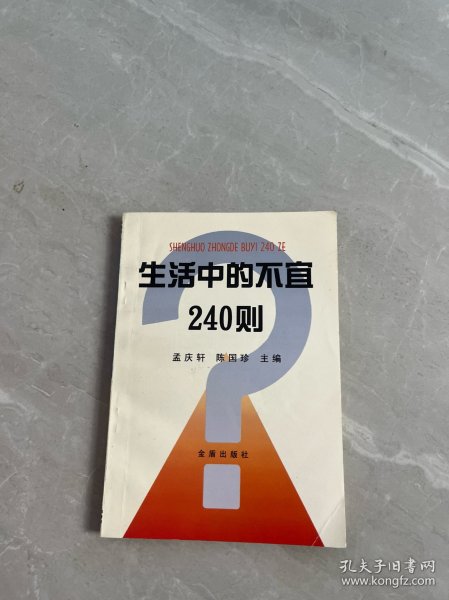 SHENGHUO ZHONGDE BUYI 240 ZE
生活中的不宜
240则
孟庆轩 陈国珍 主编
金盾出版社
孔夫子旧书网
www.kongfz.com